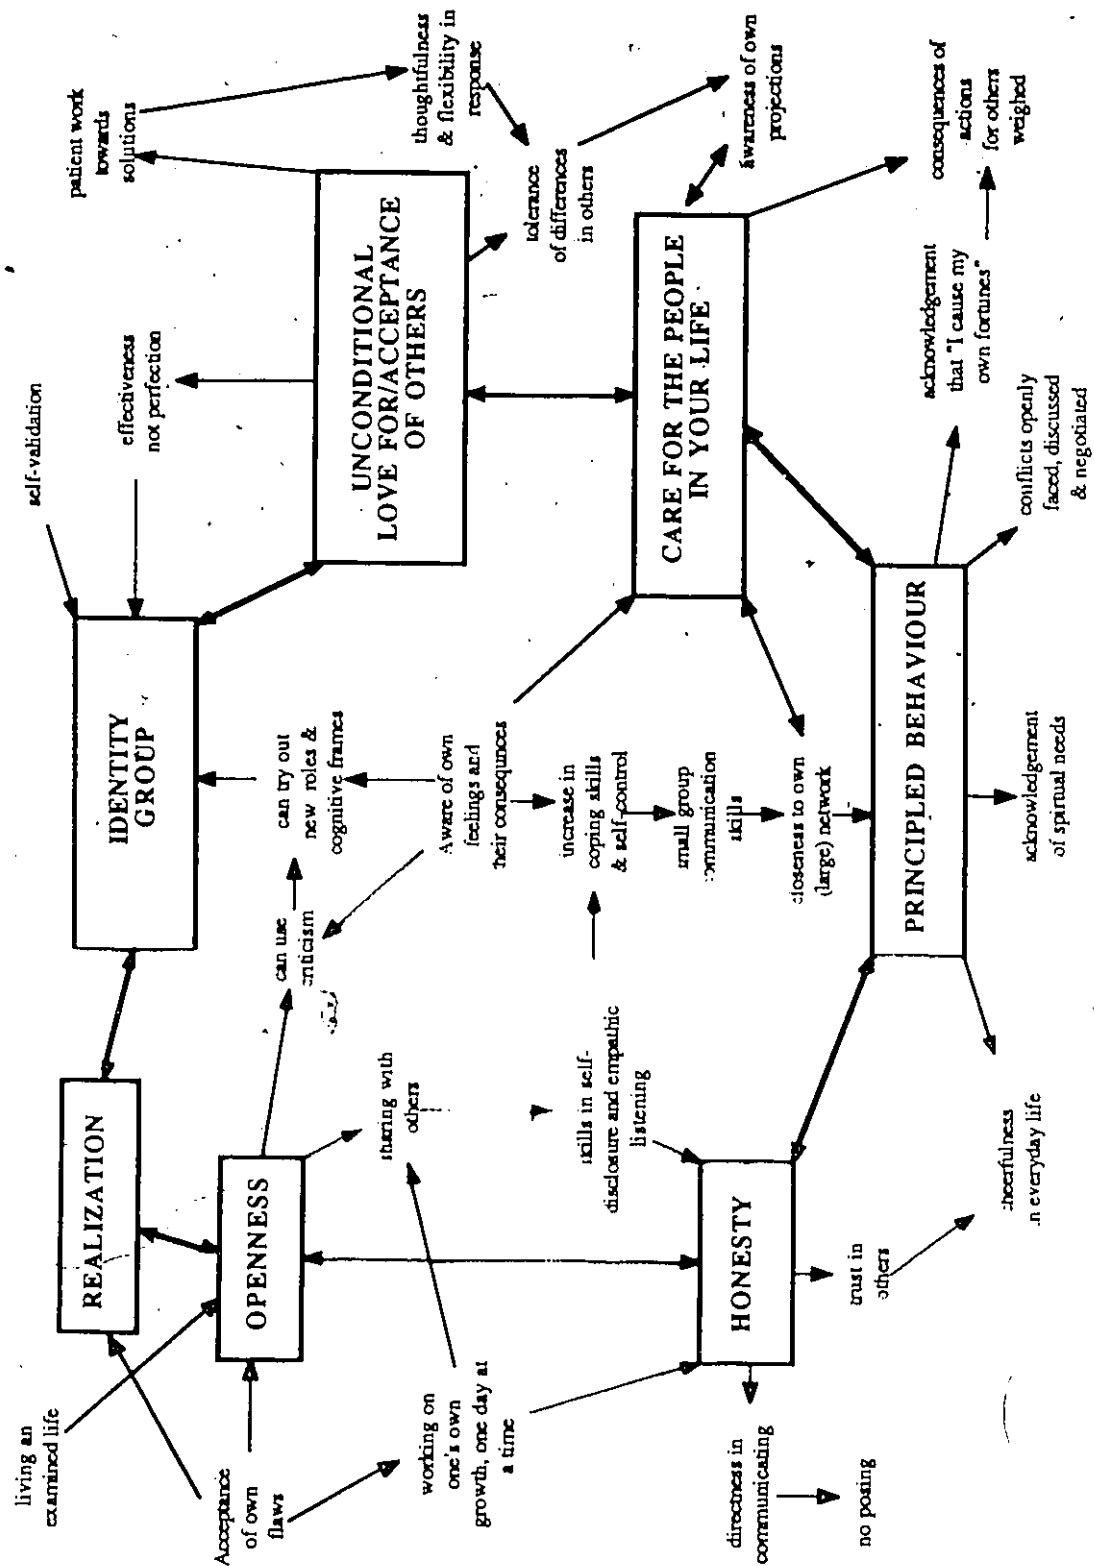 living an
examined life
Acceptance
of own
flaws
REALIZATION
OPENNESS
working on
one's own
growth, one day at
a time
sharing with
others
HONESTY
directness in
communicating
no posing
trust in
others
cheerfulness
in everyday life
skills in self-
disclosure and empathic
listening
self-validation
IDENTITY
GROUP
effectiveness
not perfection
can use
criticism
can try out
new roles &
cognitive frames
Aware of own
feelings and
their consequnces
increase in
coping skills
& self-control
small group
communication
skills
closeness to own
(large) network
PRINCIPLED BEHAVIOUR
acknowledgement
of spiritual needs
patient work
towards
solutions
thoughtfulness
& flexibility in
response
UNCONDITIONAL
LOVE FOR/ACCEPTANCE
OF OTHERS
tolerance
of differences
in others
awareness of own
projections
CARE FOR THE PEOPLE
IN YOUR LIFE
consequences of
actions
for others
weighed
acknowledgement
that "I cause my
own fortunes"
conflicts openly
faced, discussed
& negotiated